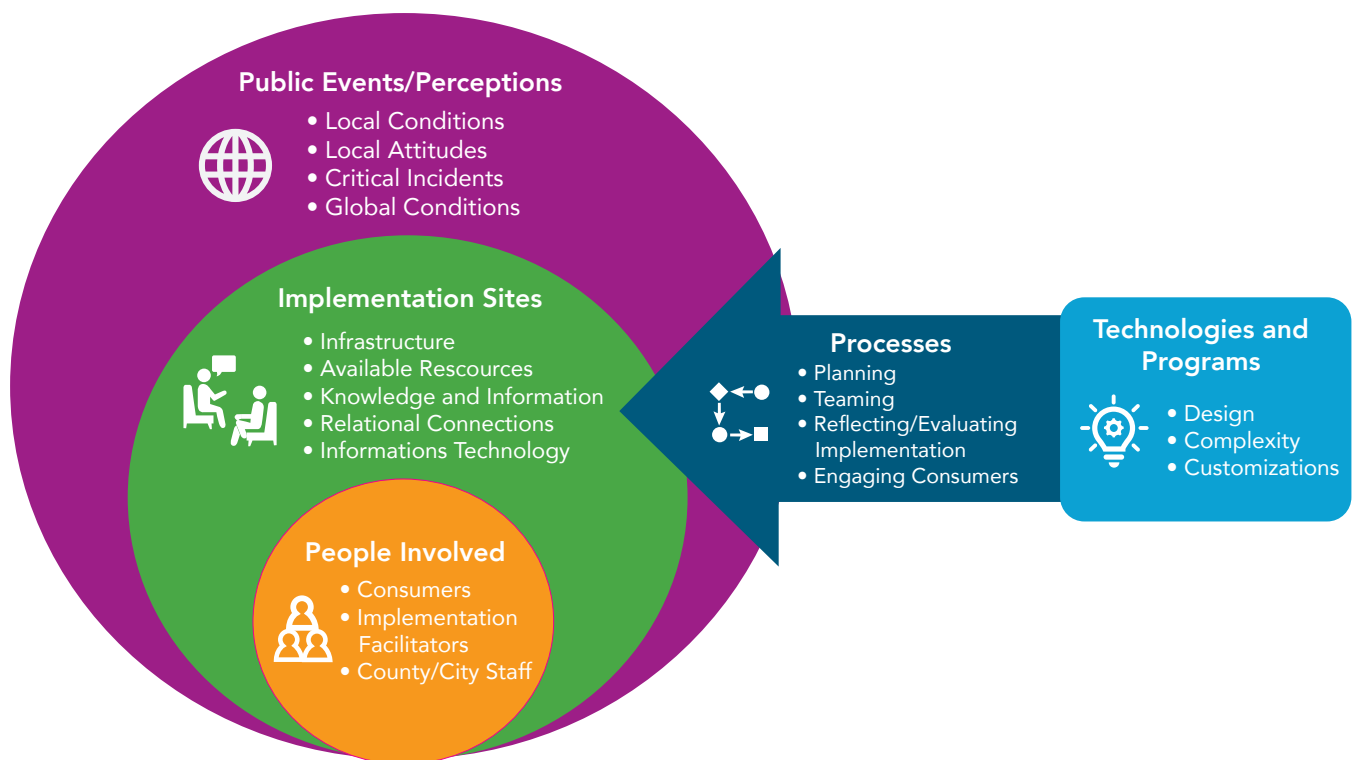 Public Events/Perceptions
• Local Conditions
• Local Attitudes
• Critical Incidents
• Global Conditions
Implementation Sites
• Infrastructure
• Available Rescources
• Knowledge and Information
• Relational Connections
• Informations Technology
People Involved
• Consumers
• Implementation
Facilitators
• County/City Staff
Processes
• Planning
• Teaming
• Reflecting/Evaluating
Implementation
• Engaging Consumers
Technologies and
Programs
• Design
• Complexity
• Customizations